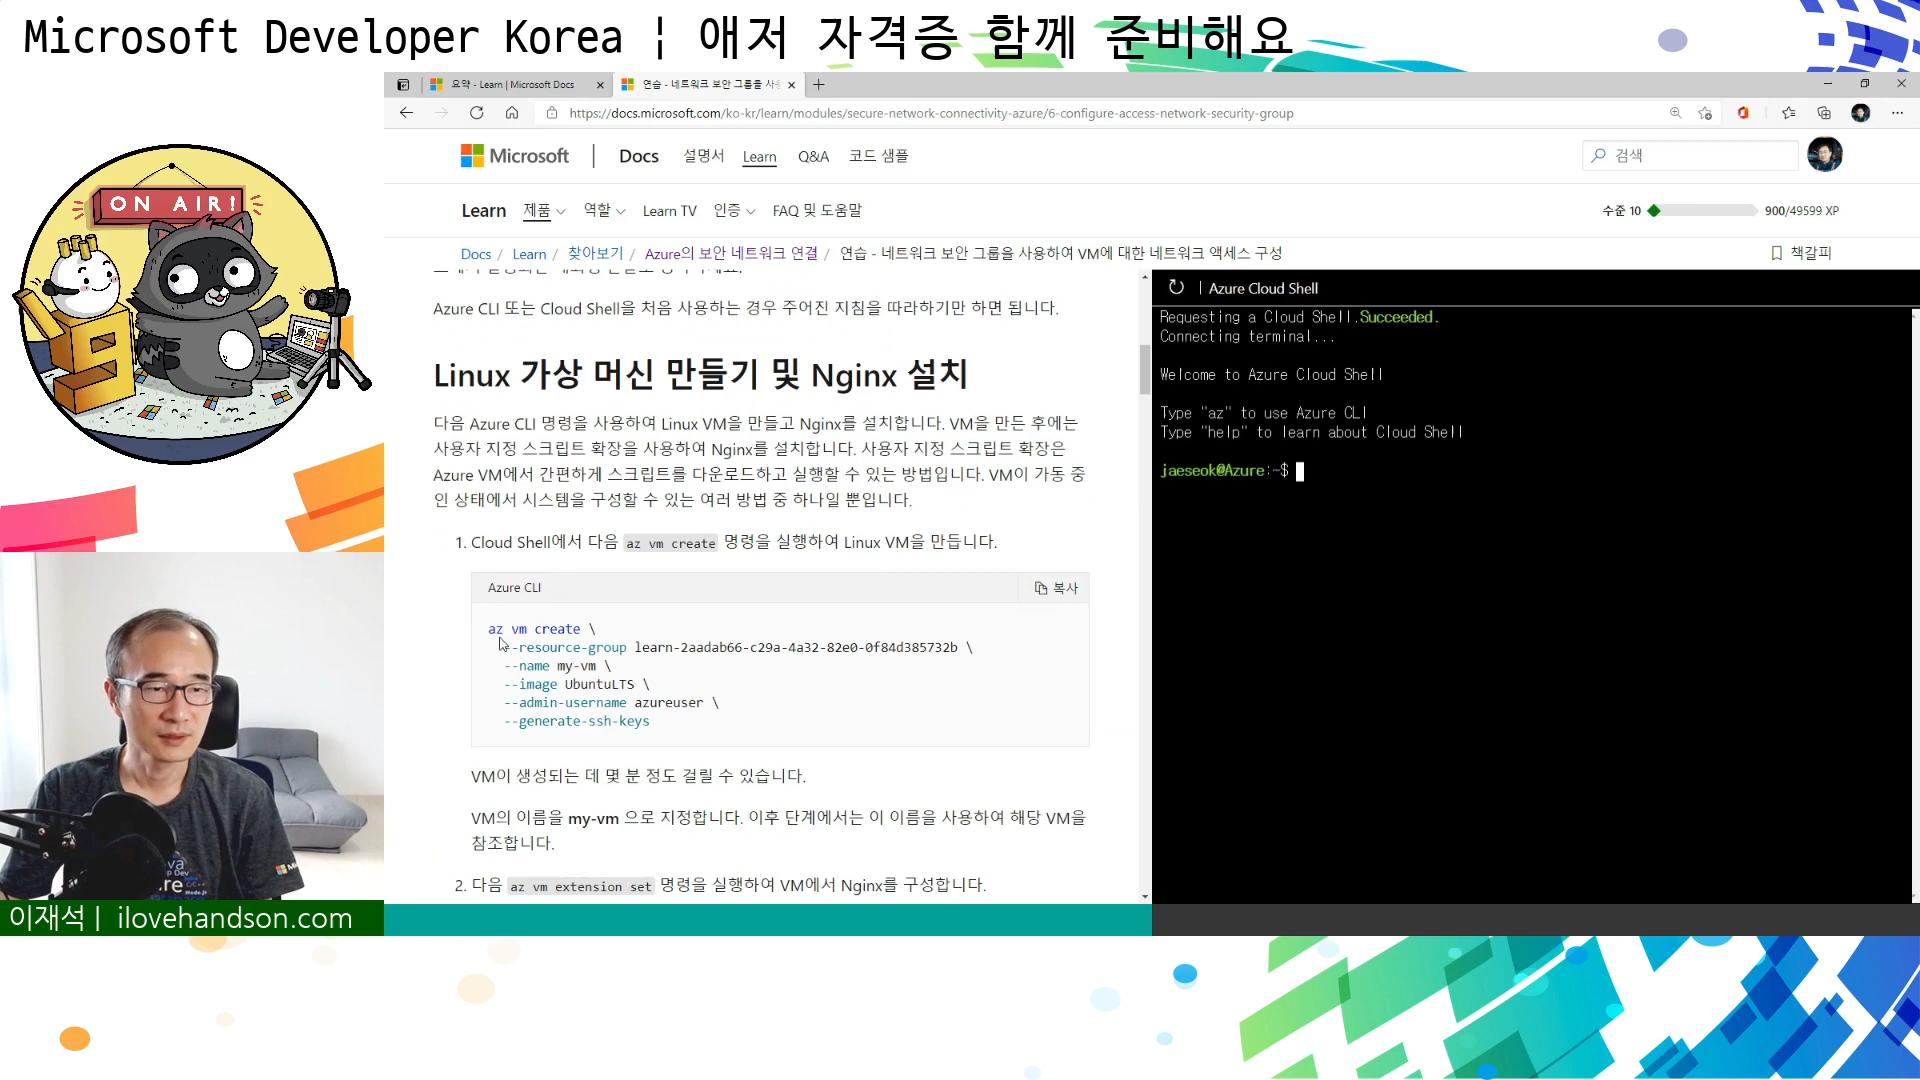 Microsoft Developer Korea | 애저 자격증 함께 준비해요
요약 - Learn | Microsoft Docs
연습 - 네트워크 보안 그룹을 사용
https://docs.microsoft.com/ko-kr/learn/modules/secure-network-connectivity-azure/6-configure-access-network-security-group
Microsoft | Docs 설명서 Learn Q&A 코드 샘플
검색
Learn 제품 역할 Learn TV 인증 FAQ 및 도움말
수준 10 900/49599 XP
Docs / Learn / 찾아보기 / Azure의 보안 네트워크 연결 / 연습 - 네트워크 보안 그룹을 사용하여 VM에 대한 네트워크 액세스 구성
책갈피
ON AIR!
Azure CLI 또는 Cloud Shell을 처음 사용하는 경우 주어진 지침을 따라하기만 하면 됩니다.
Linux 가상 머신 만들기 및 Nginx 설치
다음 Azure CLI 명령을 사용하여 Linux VM을 만들고 Nginx를 설치합니다. VM을 만든 후에는
사용자 지정 스크립트 확장을 사용하여 Nginx를 설치합니다. 사용자 지정 스크립트 확장은
Azure VM에서 간편하게 스크립트를 다운로드하고 실행할 수 있는 방법입니다. VM이 가동 중
인 상태에서 시스템을 구성할 수 있는 여러 방법 중 하나일 뿐입니다.
1. Cloud Shell에서 다음 az vm create 명령을 실행하여 Linux VM을 만듭니다.
Azure CLI
복사
az vm create \
--resource-group learn-2aadab66-c29a-4a32-82e0-0f84d385732b \
--name my-vm \
--image UbuntuLTS \
--admin-username azureuser \
--generate-ssh-keys
VM이 생성되는 데 몇 분 정도 걸릴 수 있습니다.
VM의 이름을 my-vm 으로 지정합니다. 이후 단계에서는 이 이름을 사용하여 해당 VM을
참조합니다.
2. 다음 az vm extension set 명령을 실행하여 VM에서 Nginx를 구성합니다.
Azure Cloud Shell
Requesting a Cloud Shell.Succeeded.
Connecting terminal...
Welcome to Azure Cloud Shell
Type "az" to use Azure CLI
Type "help" to learn about Cloud Shell
jaeseok@Azure:~$
이재석 | ilovehandson.com